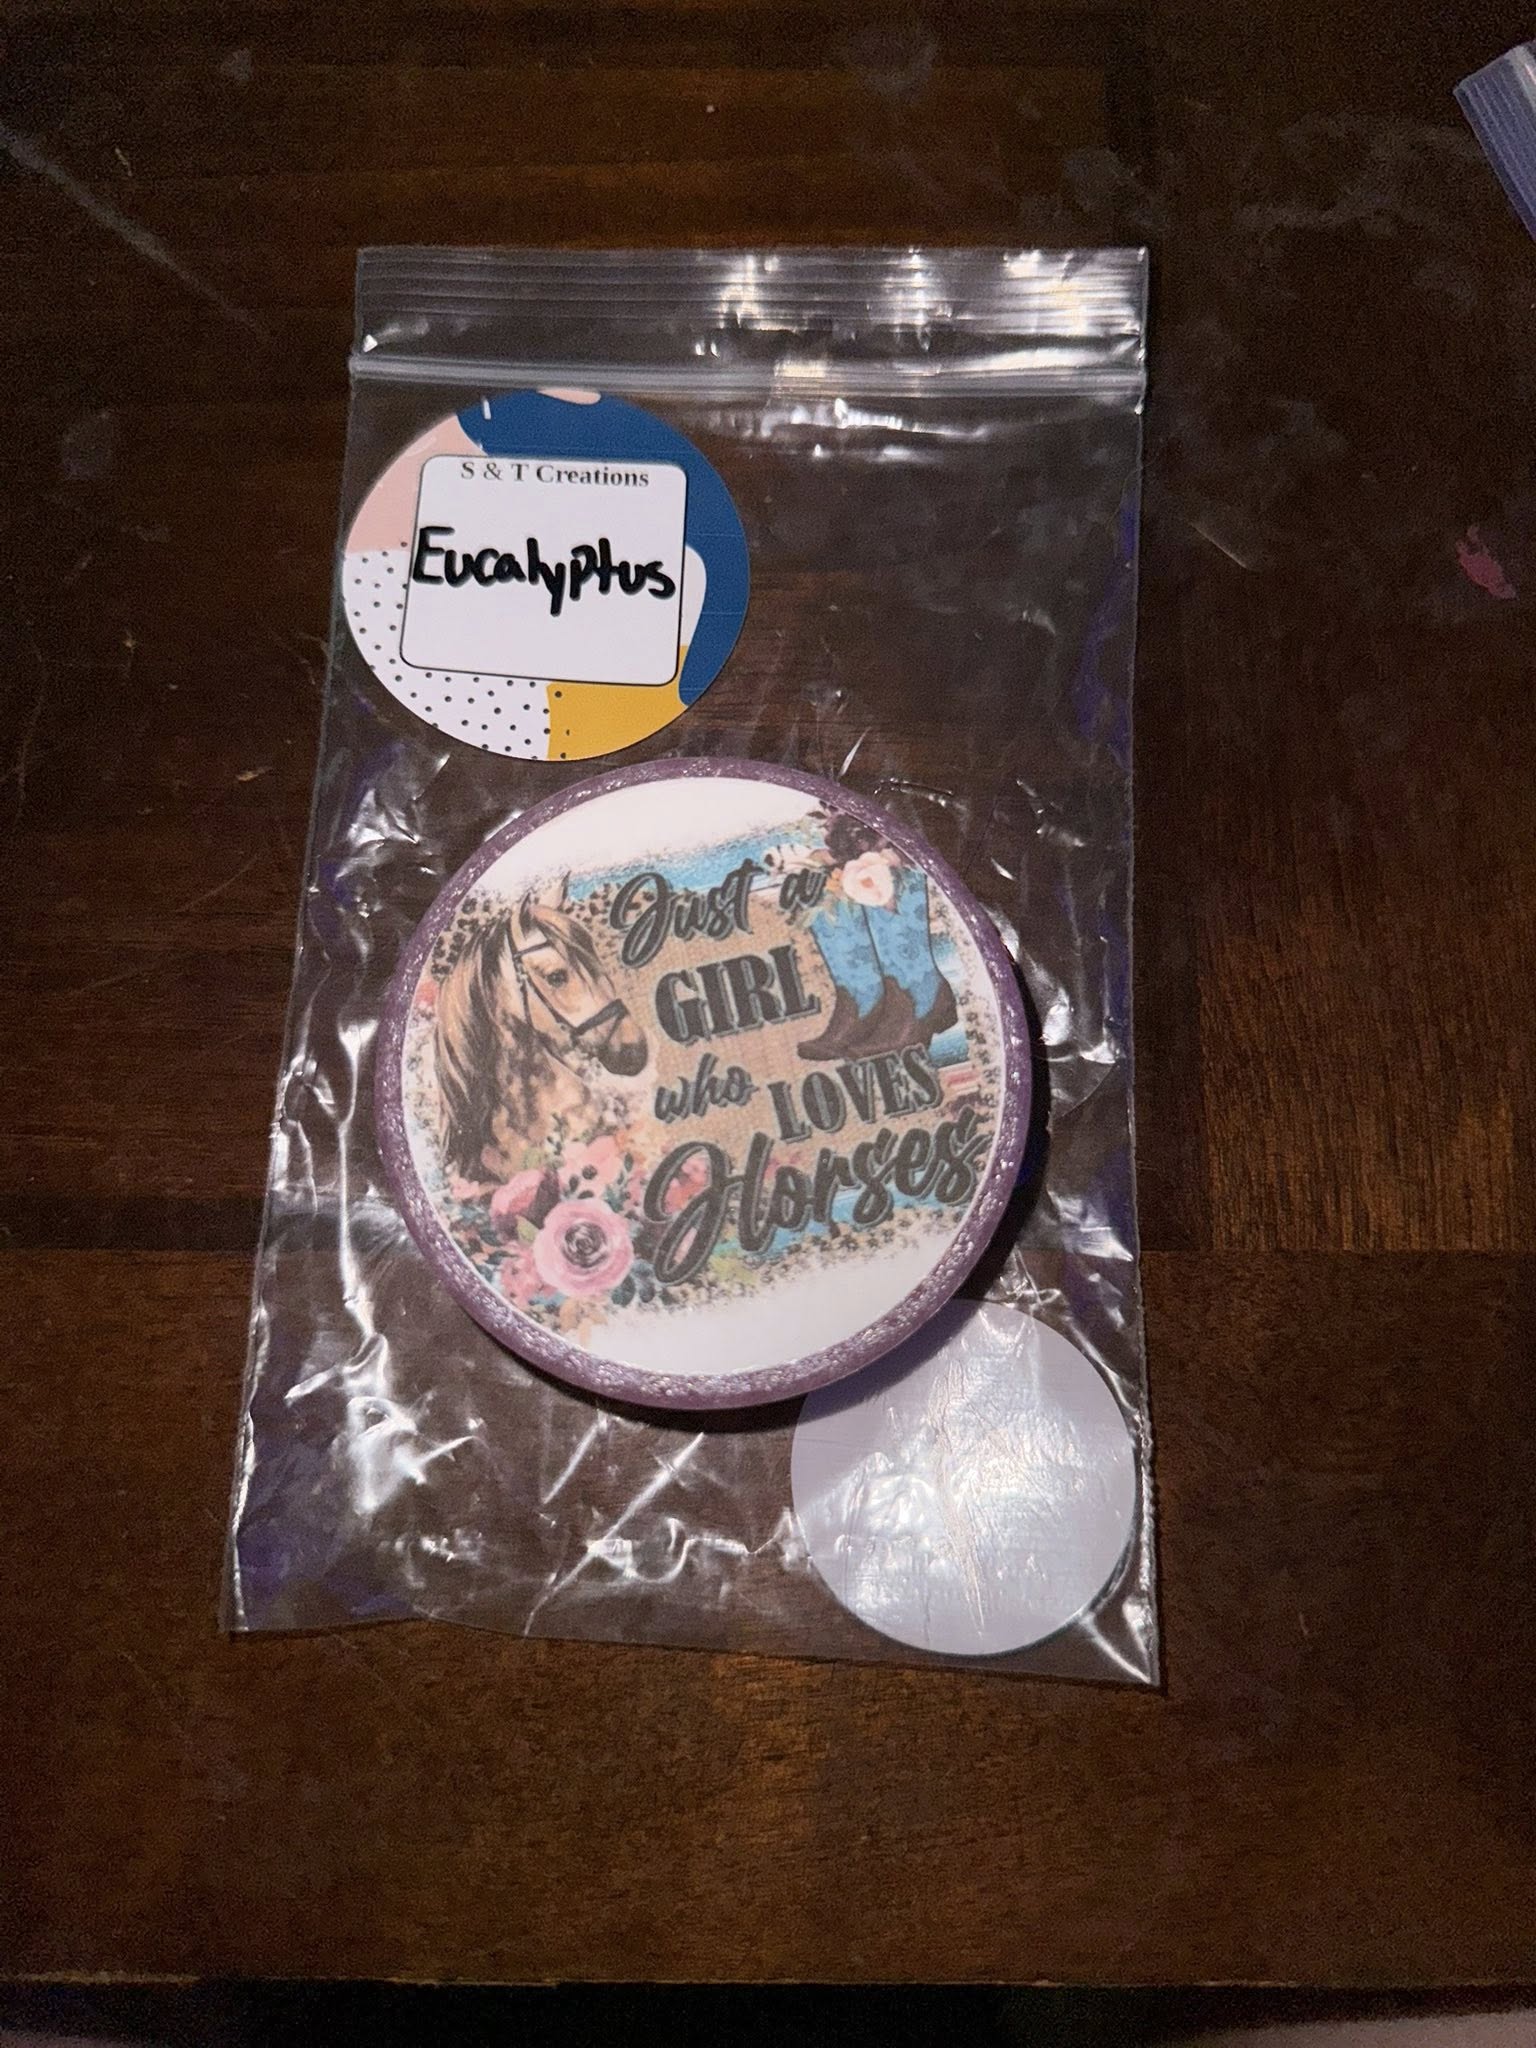 S & T Creations
Eucalyptus
Just a
GIRL
who LOVES
Horses